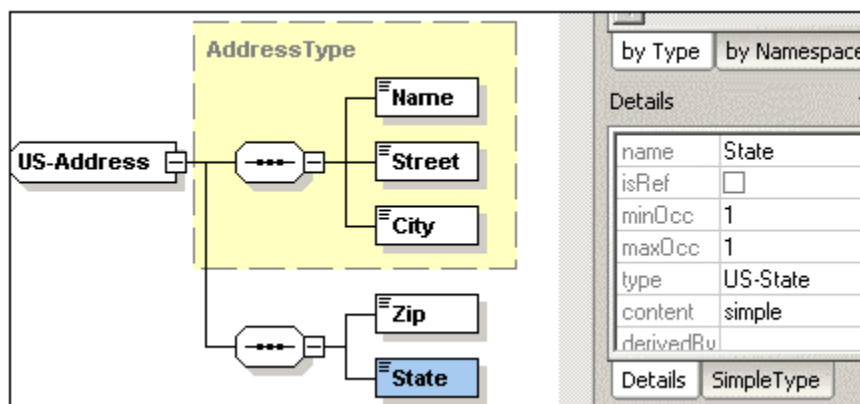 AddressType
Name
US-Address
Street
City
Zip
State
by Type by Namespace
Details
name State
isRef
minOcc 1
maxOcc 1
type US-State
content simple
derivedBy
Details SimpleType